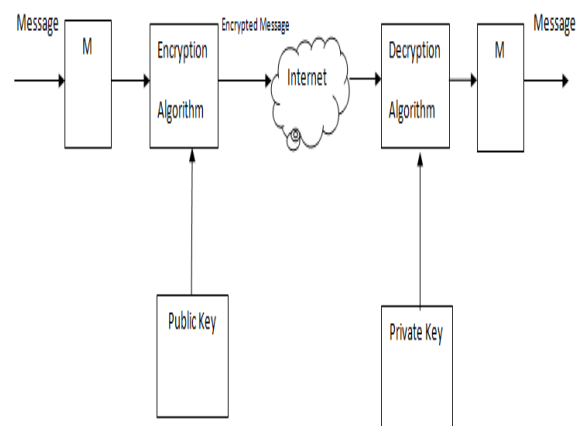 Message
M
Encryption
Algorithm
Encrypted Message
Internet
Decryption
Algorithm
M
Message
Public Key
Private Key